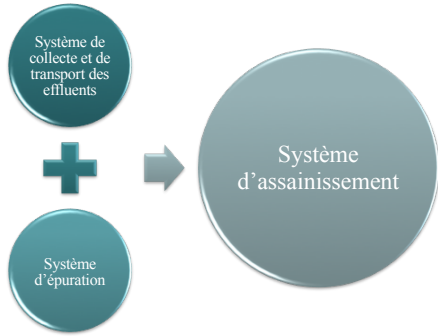 Système de
collecte et de
transport des
effluents
Système
d'épuration
Système
d'assainissement